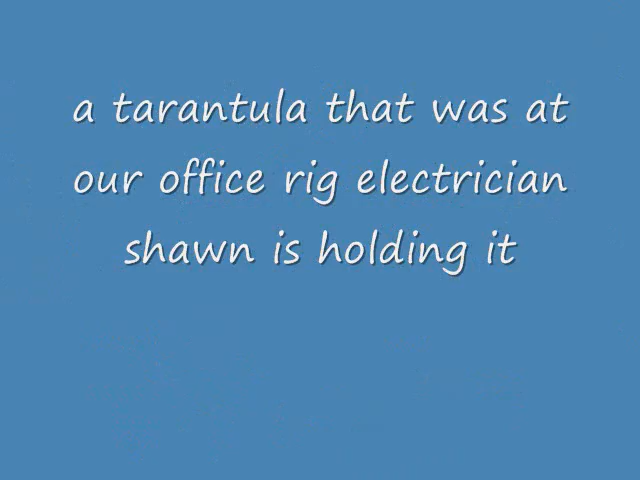 a tarantula that was at
our office rig electrician
shawn is holding it